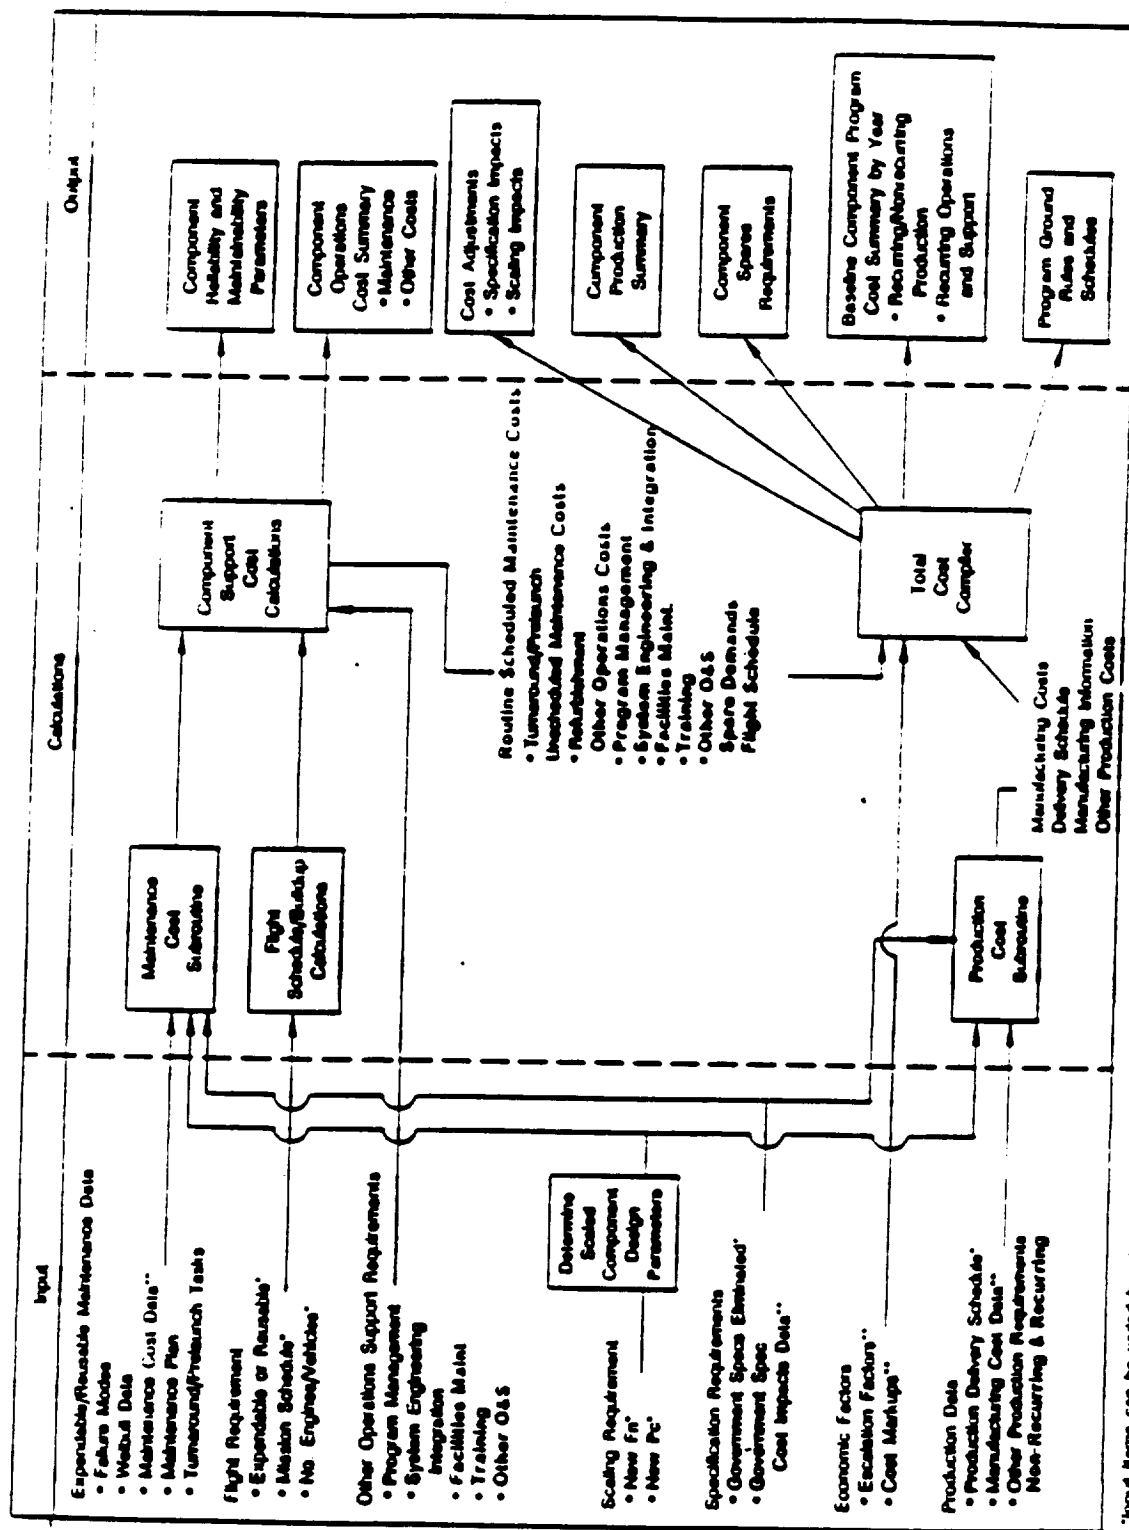 Input
Calculations
Output
Expendable/Reusable Maintenance Data
• Failure Modes
• Weibull Data
• Maintenance Cost Data**
• Maintenance Plan
• Turnaround/Prelaunch Tasks
Flight Requirement
• Expendable or Reusable*
• Mission Schedule*
• No. Engines/Vehicles*
Other Operations Support Requirements
• Program Management
• System Engineering
Integration
• Facilities Maint
• Training
• Other O&S
Scaling Requirement
• New Fn*
• New Pc*
Determine
Scaled
Component
Design
Parameters
Specification Requirements
• Government Specs Eliminated*
• Government Spec
Cost Impacts Data**
Economic Factors
• Escalation Factors**
• Cost Markups**
Production Data
• Production Delivery Schedule*
• Manufacturing Cost Data**
• Other Production Requirements
Non-Recurring & Recurring
Maintenance
Cost
Subroutine
Flight
Schedule/Buildup
Calculations
Production
Cost
Subroutine
Component
Support
Cost
Calculations
Routine Scheduled Maintenance Costs
• Turnaround/Prelaunch
Unscheduled Maintenance Costs
• Refurbishment
Other Operations Costs
• Program Management
• System Engineering & Integration
• Facilities Maint.
• Training
• Other O&S
Spare Demands
Flight Schedule
Manufacturing Costs
Delivery Schedule
Manufacturing Information
Other Production Costs
Total
Cost
Compiler
Component
Reliability and
Maintainability
Parameters
Component
Operations
Cost Summary
• Maintenance
• Other Costs
Cost Adjustments
• Specification Impacts
• Scaling Impacts
Component
Production
Summary
Component
Spares
Requirements
Baseline Component Program
Cost Summary by Year
• Recurring/Nonrecurring
Production
• Recurring Operations
and Support
Program Ground
Rules and
Schedules
*Input items can be